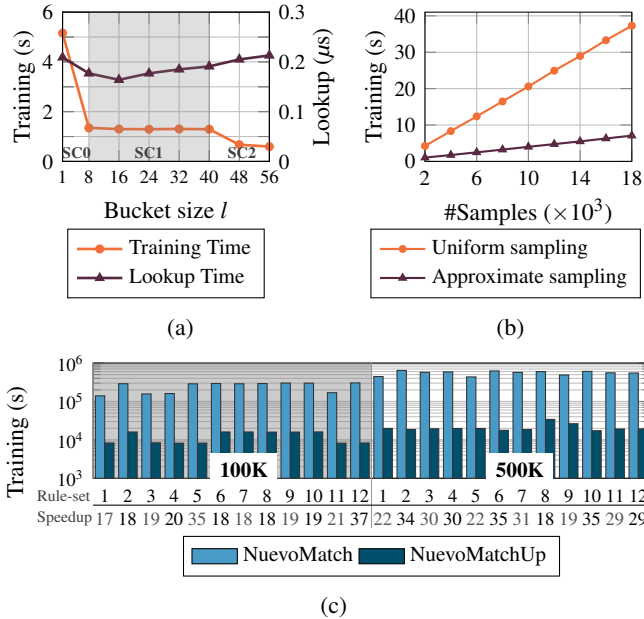 6
4
2
0
Training (s)
0.3
0.2
0.1
0
Lookup (μs)
SC0 SC1 SC2
1 8 16 24 32 40 48 56
Bucket size l
Training Time
Lookup Time
(a)
40
30
20
10
0
Training (s)
2 6 10 14 18
#Samples (×10³)
Uniform sampling
Approximate sampling
(b)
10⁶
10⁵
10⁴
10³
Training (s)
100K 500K
Rule-set 1 2 3 4 5 6 7 8 9 10 11 12 1 2 3 4 5 6 7 8 9 10 11 12
Speedup 17 18 19 20 35 18 18 18 19 19 21 37 22 34 30 30 22 35 31 18 19 35 29 29
NuevoMatch NuevoMatchUp
(c)